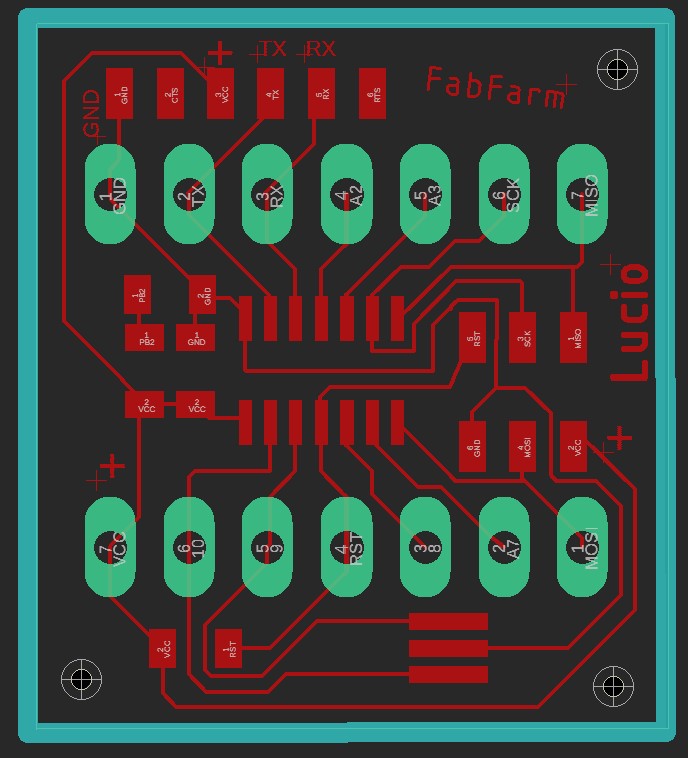 TX RX
FabFarm
GND
1 GND
2 CTS
3 VCC
4 TX
5 RX
6 RTS
1 GND
2 TX
3 RX
4 A2
5 A3
6 SCK
7 MISO
1 PB2
2 GND
1 PB2
1 GND
5 RST
3 SCK
1 MISO
Lucio
2 VCC
2 VCC
6 GND
4 MOSI
2 VCC
7 VCC
6 10
5 9
4 RST
3 8
2 A7
1 MOSI
2 VCC
1 RST